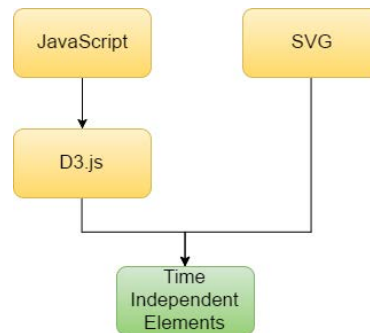 JavaScript
SVG
D3.js
Time
Independent
Elements